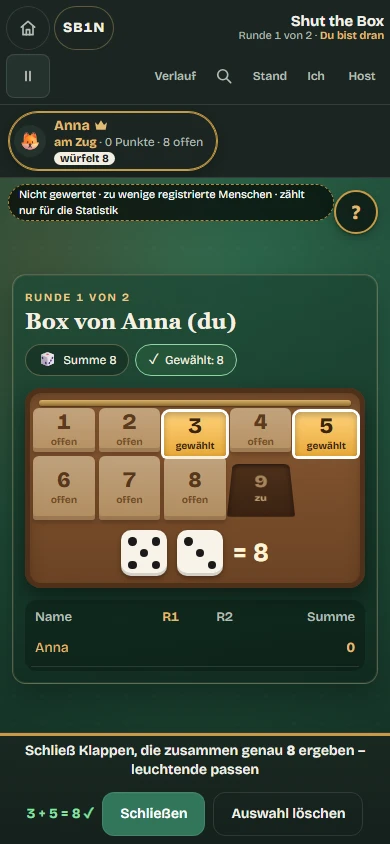 SB1N
Shut the Box
Runde 1 von 2 · Du bist dran
Verlauf
Stand
Ich
Host
Anna
am Zug · 0 Punkte · 8 offen
würfelt 8
Nicht gewertet · zu wenige registrierte Menschen · zählt
nur für die Statistik
?
RUNDE 1 VON 2
Box von Anna (du)
Summe 8
✓ Gewählt: 8
1 2 3 4 5
offen offen gewählt offen gewählt
6 7 8 9
offen offen offen zu
= 8
Name R1 R2 Summe
Anna 0
Schließ Klappen, die zusammen genau 8 ergeben –
leuchtende passen
3 + 5 = 8 ✓
Schließen
Auswahl löschen